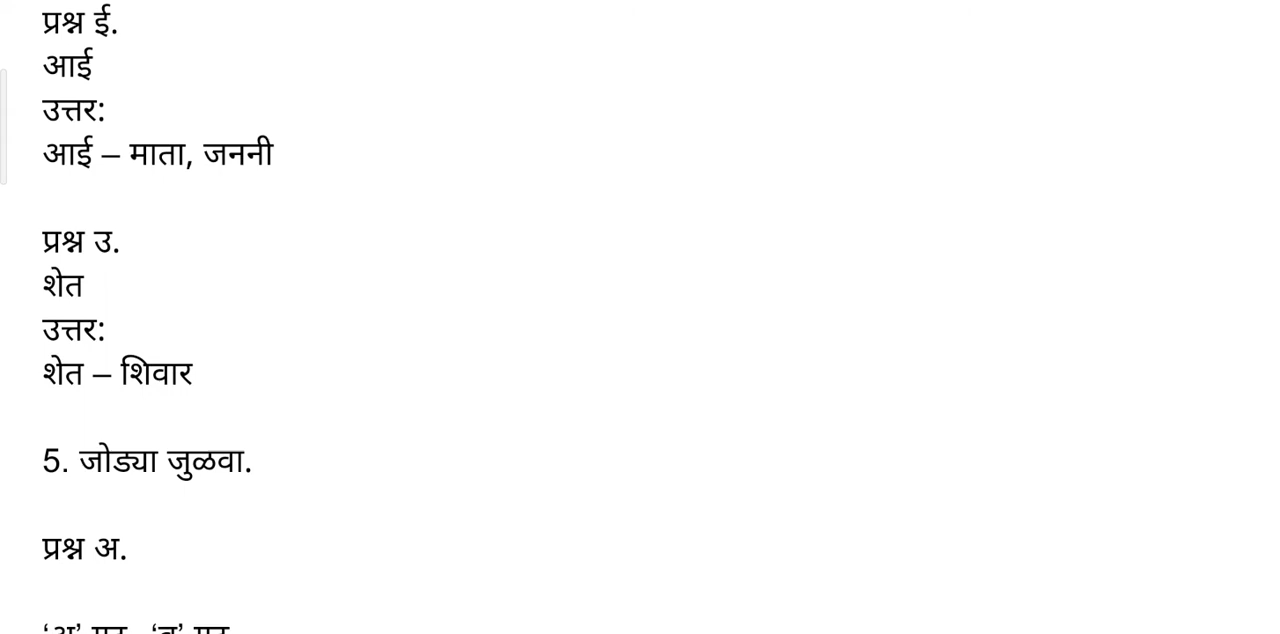 प्रश्न ई.
आई
उत्तर:
आई – माता, जननी
प्रश्न उ.
शेत
उत्तर:
शेत – शिवार
5. जोड्या जुळवा.
प्रश्न अ.